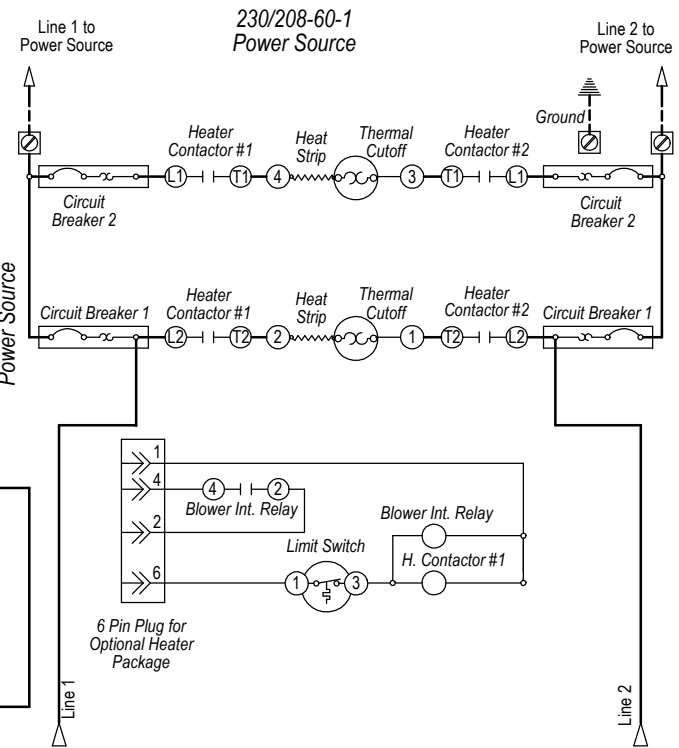 230/208-60-1
Power Source
Line 1 to
Power Source
Line 2 to
Power Source
Ground
Heater
Contactor #1
Heat
Strip
Thermal
Cutoff
Heater
Contactor #2
L1
T1
4
3
T1
L1
Circuit
Breaker 2
Circuit
Breaker 2
Power Source
Circuit Breaker 1
Heater
Contactor #1
Heat
Strip
Thermal
Cutoff
Heater
Contactor #2
Circuit Breaker 1
L2
T2
2
1
T2
L2
1
4
4
2
Blower Int. Relay
2
Blower Int. Relay
Limit Switch
H. Contactor #1
6
1
3
6 Pin Plug for
Optional Heater
Package
Line 1
Line 2